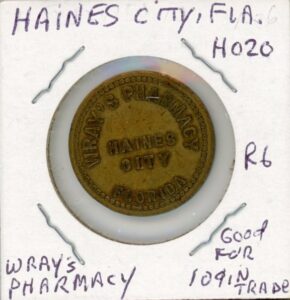 HAINES CITY, FLA.
H020
WRAY'S PHARMACY
HAINES
CITY
FLORIDA
R6
WRAY'S
PHARMACY
GOOD
FOR
10¢ IN
TRADE